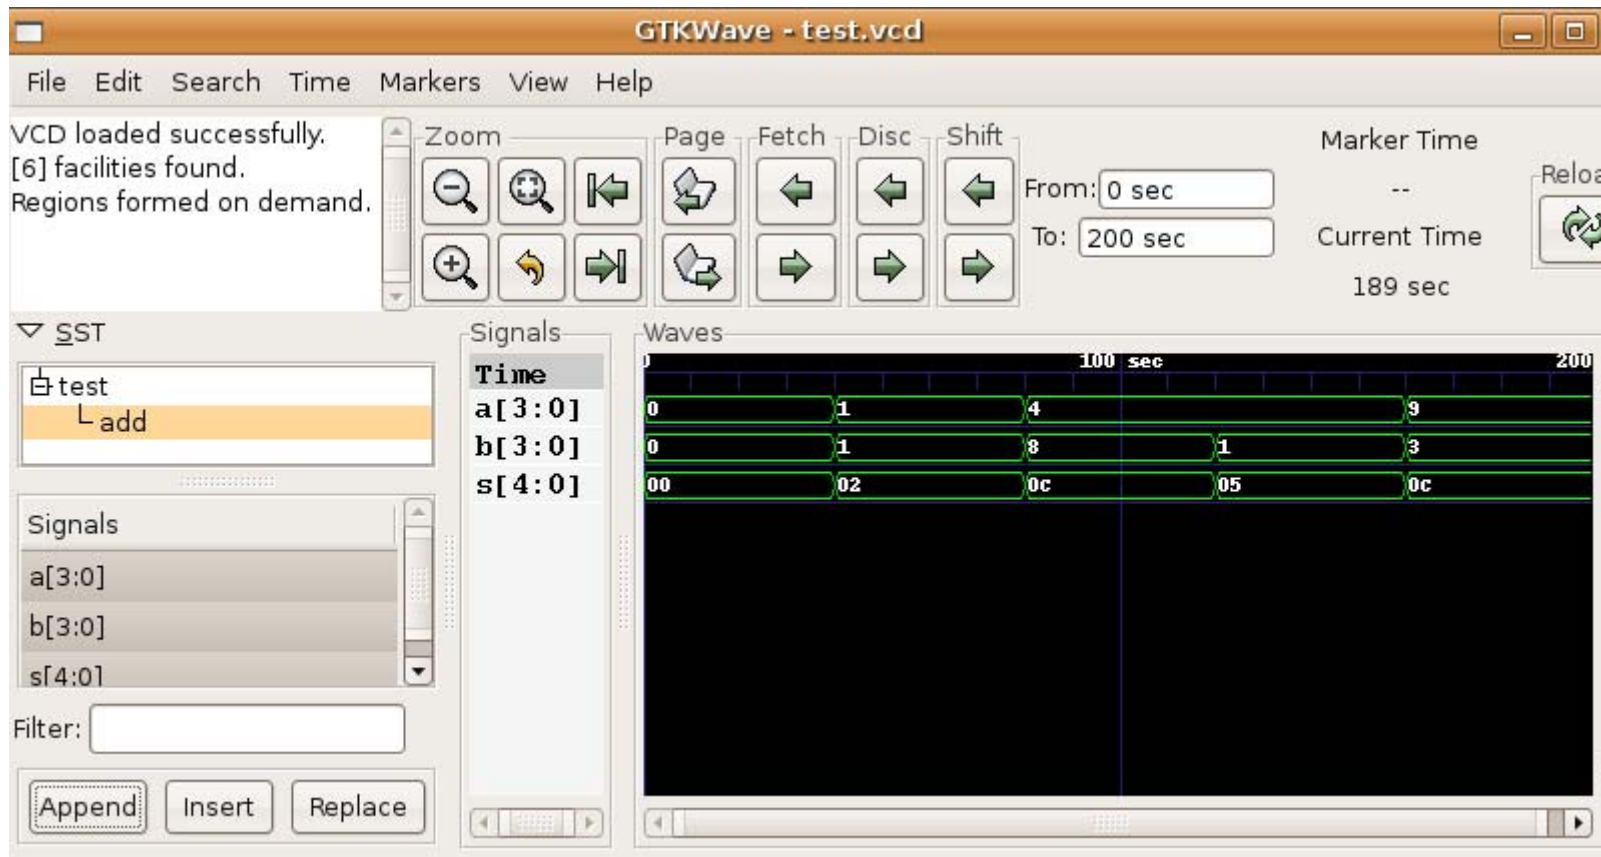 GTKWave - test.vcd
File Edit Search Time Markers View Help
VCD loaded successfully.
[6] facilities found.
Regions formed on demand.
Zoom
Page
Fetch
Disc
Shift
From: 0 sec
To: 200 sec
Marker Time
--
Current Time
189 sec
Reloa
SST
test
add
Signals
a[3:0]
b[3:0]
s[4:0]
Filter:
Append Insert Replace
Signals
Time
a[3:0]
b[3:0]
s[4:0]
Waves
100 sec 200
0 1 4 9
0 1 8 1 3
00 02 0c 05 0c